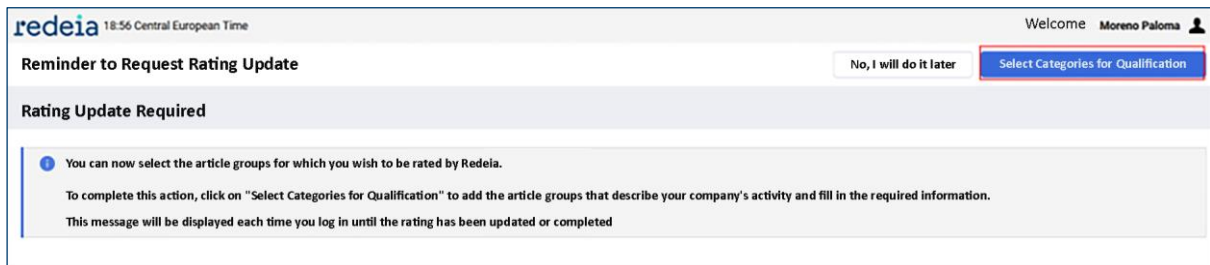 redeia 18:56 Central European Time Welcome Moreno Paloma
Reminder to Request Rating Update No, I will do it later Select Categories for Qualification
Rating Update Required
You can now select the article groups for which you wish to be rated by Redeia.
To complete this action, click on "Select Categories for Qualification" to add the article groups that describe your company's activity and fill in the required information.
This message will be displayed each time you log in until the rating has been updated or completed